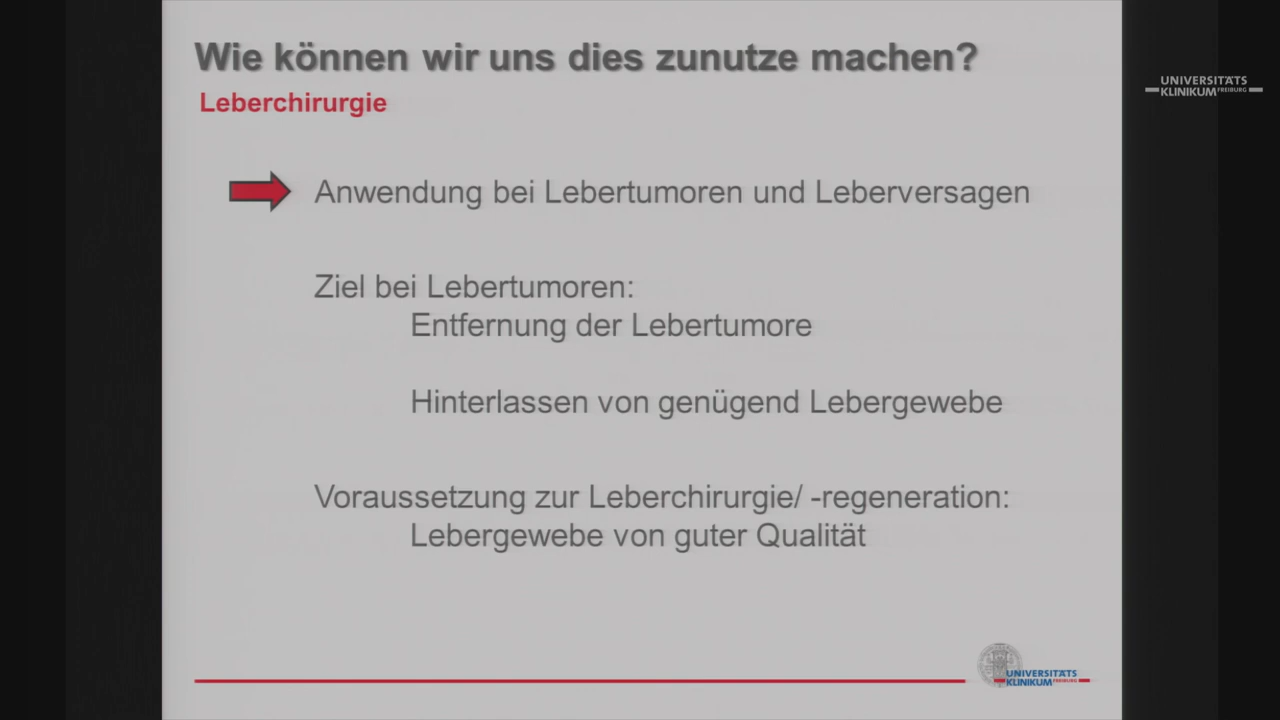 Wie können wir uns dies zunutze machen?
Leberchirurgie
UNIVERSITÄTS
KLINIKUM FREIBURG
Anwendung bei Lebertumoren und Leberversagen
Ziel bei Lebertumoren:
Entfernung der Lebertumore
Hinterlassen von genügend Lebergewebe
Voraussetzung zur Leberchirurgie/ -regeneration:
Lebergewebe von guter Qualität
UNIVERSITÄTS
KLINIKUM FREIBURG